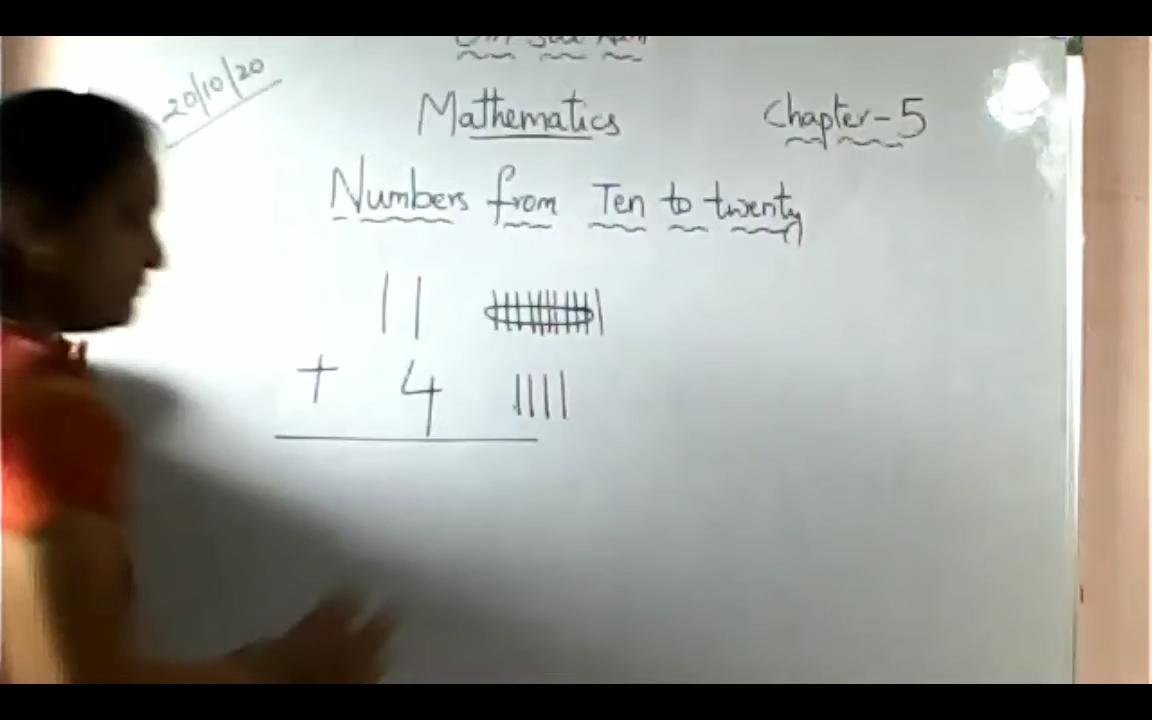 20/10/20
Mathematics Chapter-5
Numbers from Ten to twenty
11
+ 4